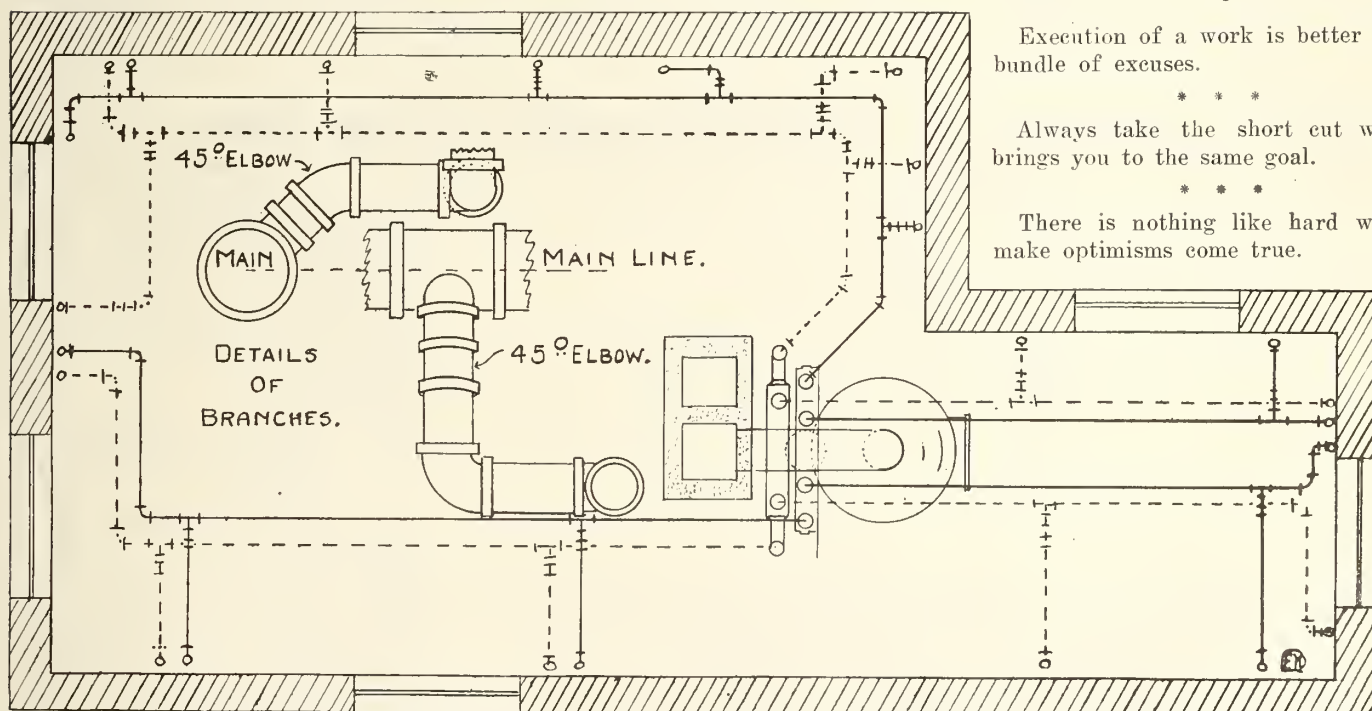 Execution of a work is better
bundle of excuses.
* * *
Always take the short cut
brings you to the same goal.
* * *
There is nothing like hard
make optimisms come true.
45° ELBOW
MAIN
MAIN LINE.
45° ELBOW.
DETAILS
OF
BRANCHES.